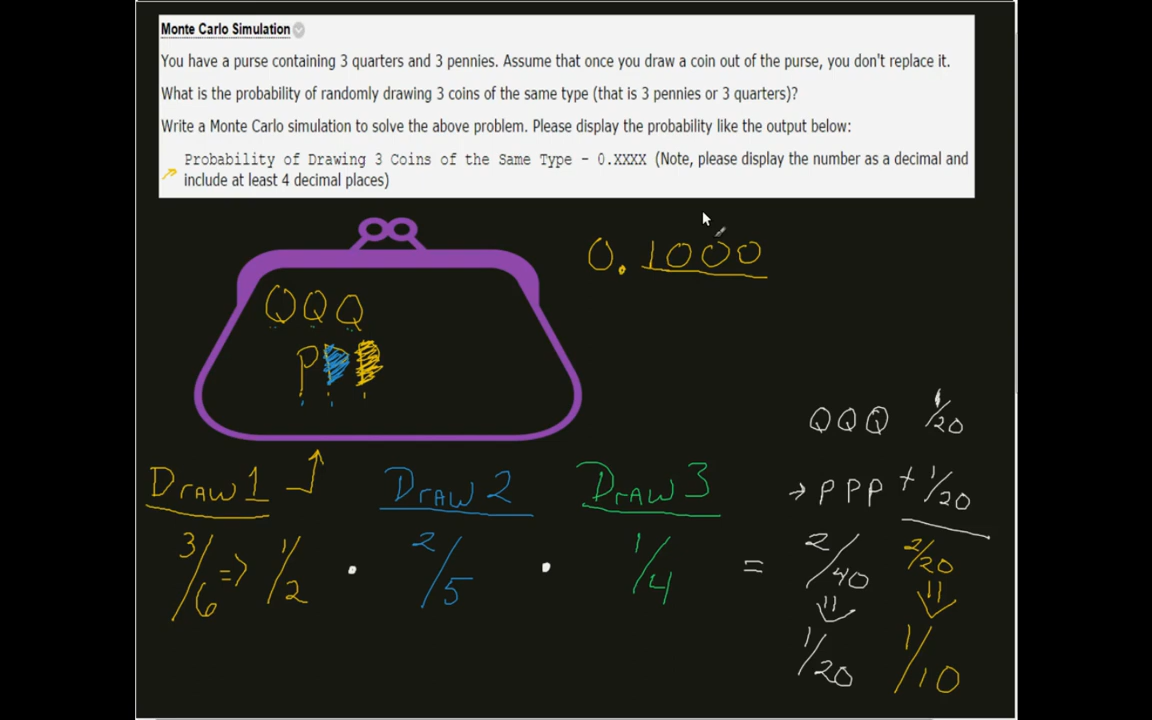 Monte Carlo Simulation
You have a purse containing 3 quarters and 3 pennies. Assume that once you draw a coin out of the purse, you don't replace it.
What is the probability of randomly drawing 3 coins of the same type (that is 3 pennies or 3 quarters)?
Write a Monte Carlo simulation to solve the above problem. Please display the probability like the output below:
Probability of Drawing 3 Coins of the Same Type - 0.XXXX (Note, please display the number as a decimal and
include at least 4 decimal places)
0.1000
QQQ
PPP
QQQ 1/20
→ PPP + 1/20
DRAW 1 DRAW 2 DRAW 3
3/6 => 1/2 • 2/5 • 1/4 = 2/40 2/20
1/20 1/10